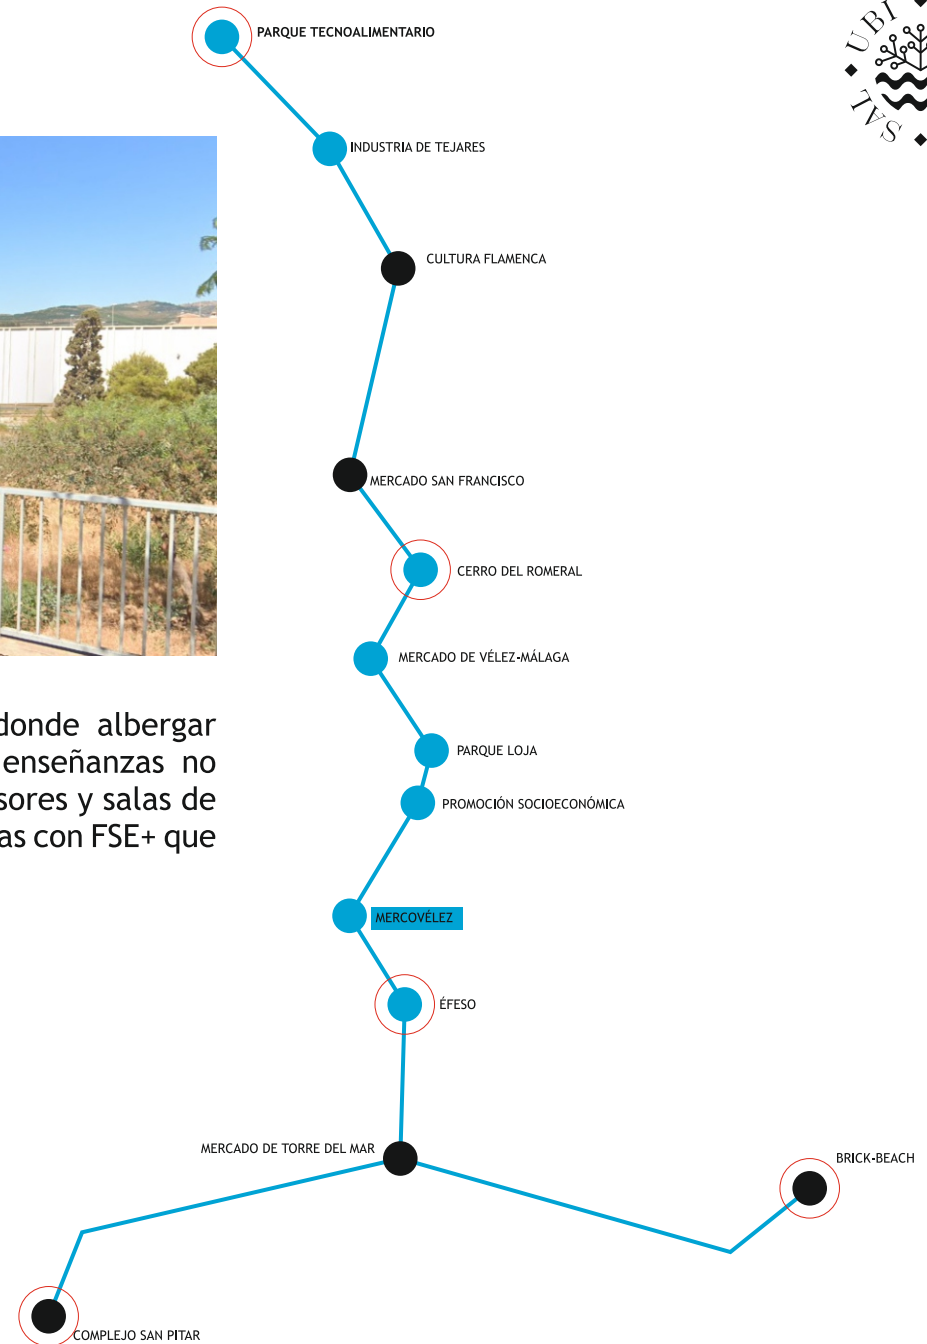 PARQUE TECNOALIMENTARIO
UBI
SAL
INDUSTRIA DE TEJARES
CULTURA FLAMENCA
MERCADO SAN FRANCISCO
CERRO DEL ROMERAL
MERCADO DE VÉLEZ-MÁLAGA
donde albergar
enseñanzas no
sores y salas de
as con FSE+ que
PARQUE LOJA
PROMOCIÓN SOCIOECONÓMICA
MERCOVÉLEZ
ÉFESO
MERCADO DE TORRE DEL MAR
BRICK-BEACH
COMPLEJO SAN PITAR